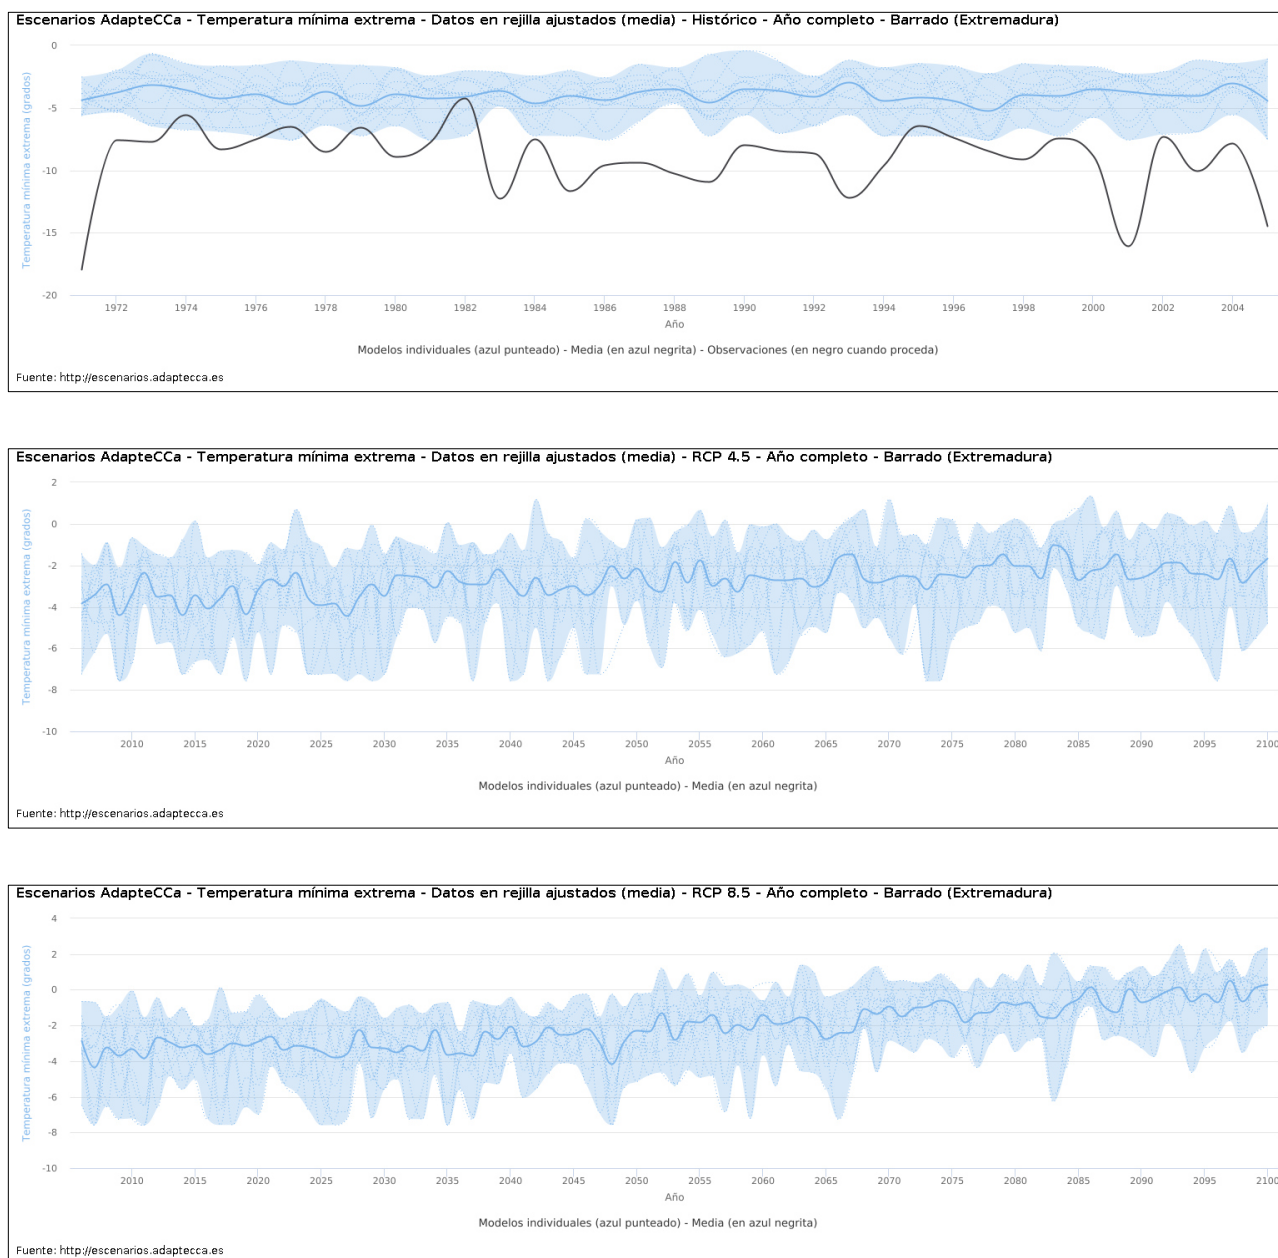 Escenarios AdapteCCa - Temperatura mínima extrema - Datos en rejilla ajustados (media) - Histórico - Año completo - Barrado (Extremadura)
Temperatura mínima extrema (grados)
0
-5
-10
-15
-20
1972 1974 1976 1978 1980 1982 1984 1986 1988 1990 1992 1994 1996 1998 2000 2002 2004
Año
Modelos individuales (azul punteado) - Media (en azul negrita) - Observaciones (en negro cuando proceda)
Fuente: http://escenarios.adaptecca.es
Escenarios AdapteCCa - Temperatura mínima extrema - Datos en rejilla ajustados (media) - RCP 4.5 - Año completo - Barrado (Extremadura)
Temperatura mínima extrema (grados)
2
0
-2
-4
-6
-8
-10
2010 2015 2020 2025 2030 2035 2040 2045 2050 2055 2060 2065 2070 2075 2080 2085 2090 2095 2100
Año
Modelos individuales (azul punteado) - Media (en azul negrita)
Fuente: http://escenarios.adaptecca.es
Escenarios AdapteCCa - Temperatura mínima extrema - Datos en rejilla ajustados (media) - RCP 8.5 - Año completo - Barrado (Extremadura)
Temperatura mínima extrema (grados)
4
2
0
-2
-4
-6
-8
-10
2010 2015 2020 2025 2030 2035 2040 2045 2050 2055 2060 2065 2070 2075 2080 2085 2090 2095 2100
Año
Modelos individuales (azul punteado) - Media (en azul negrita)
Fuente: http://escenarios.adaptecca.es